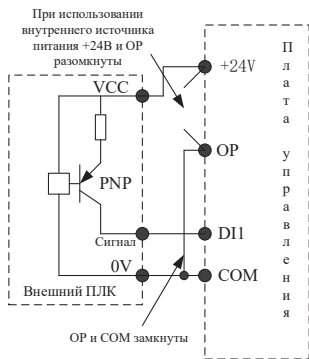 При использовании
внутреннего источника
питания +24В и OP
разомкнуты
VCC
+24V
OP
PNP
Сигнал
DI1
0V
COM
Внешний ПЛК
OP и COM замкнуты
Плата управления